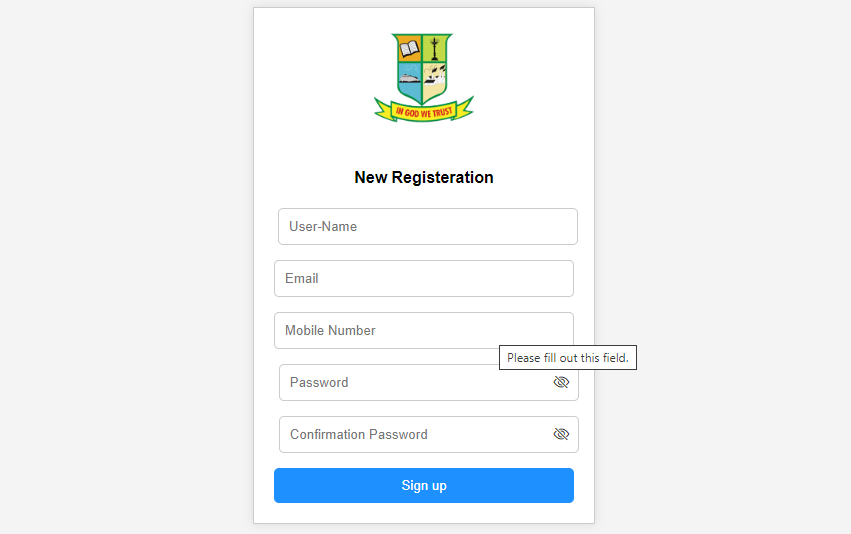 IN GOD WE TRUST
New Registeration
User-Name
Email
Mobile Number
Please fill out this field.
Password
Confirmation Password
Sign up